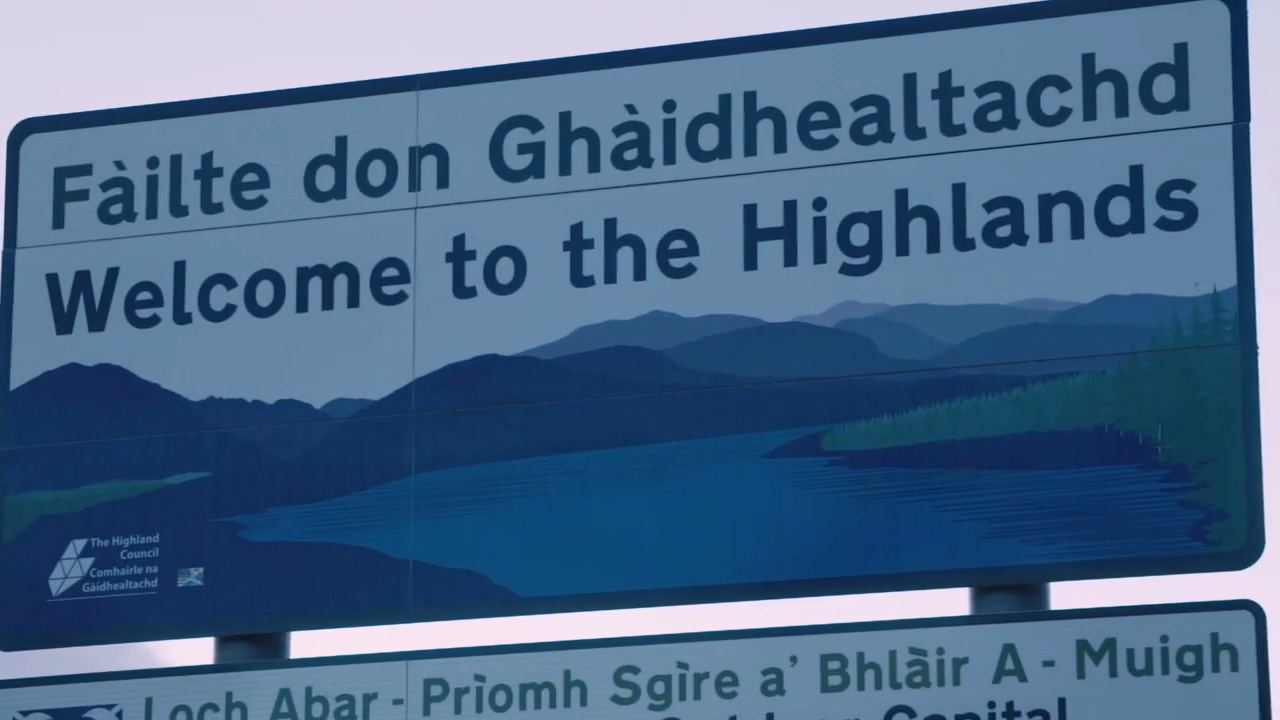 Fàilte don Ghàidhealtachd
Welcome to the Highlands
The Highland
Council
Comhairle na
Gàidhealtachd
Loch Abar - Prìomh Sgìre a' Bhlàir A - Muigh
Capital